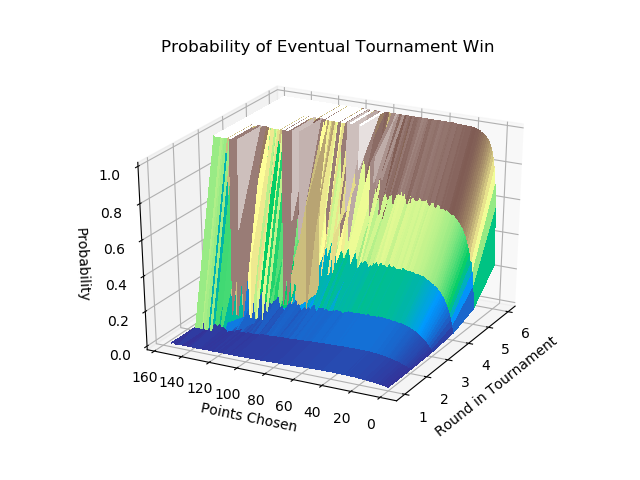 Probability of Eventual Tournament Win
1.0
0.8
0.6
0.4
0.2
0.0
Probability
160 140 120 100 80 60 40 20 0
Points Chosen
1 2 3 4 5 6
Round in Tournament